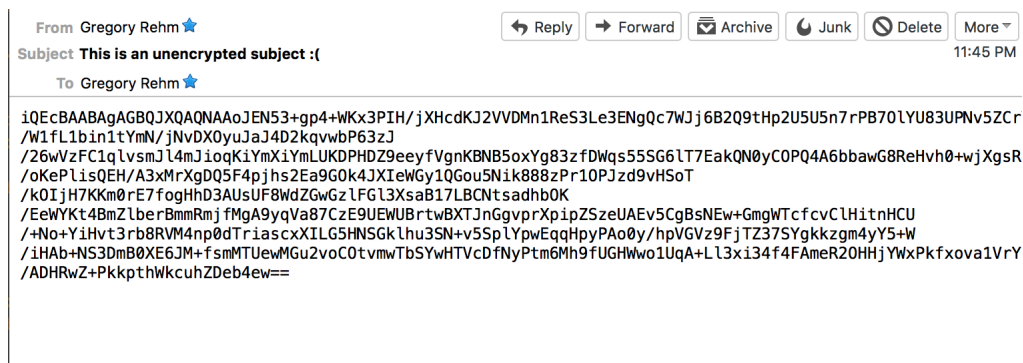 From Gregory Rehm Reply Forward Archive Junk Delete More
Subject This is an unencrypted subject :( 11:45 PM
To Gregory Rehm
iQEcBAABAgAGBQJXQAQNAAoJEN53+gp4+WKx3PIH/jXHcdKJ2VVDMn1ReS3Le3ENgQc7WJj6B2Q9tHp2U5U5n7rPB7OlYU83UPNv5ZCr
/W1fL1bin1tYmN/jNvDXOyuJaJ4D2kqvwbP63zJ
/26wVzFC1qlvsmJl4mJioqKiYmXiYmLUKDPHDZ9eeyfVgnKBNB5oxYg83zfDWqs55SG6lT7EakQN0yCOPQ4A6bbawG8ReHvh0+wjXgsR
/oKePlisQEH/A3xMrXgDQ5F4pjhs2Ea9GOk4JXIeWGy1QGou5Nik888zPr1OPJzd9vHSoT
/kOIjH7KKm0rE7fogHhD3AUsUF8WdZGwGzlFGl3XsaB17LBCNtsadhbOK
/EeWYKt4BmZlberBmmRmjfMgA9yqVa87CzE9UEWUBrtwBXTJnGgvprXpipZSzeUAEv5CgBsNEw+GmgWTcfcvClHitnHCU
/+No+YiHvt3rb8RVM4np0dTriascxXILG5HNSGklhu3SN+v5SplYpwEqqHpyPAo0y/hpVGVz9FjTZ37SYgkkzgm4yY5+W
/iHAb+NS3DmB0XE6JM+fsmMTUewMGu2voCOtvmwTbSYwHTVcDfNyPtm6Mh9fUGHWwo1UqA+Ll3xi34f4FAmeR2OHHjYWxPkfxova1VrY
/ADHRwZ+PkkpthWkcuhZDeb4ew==